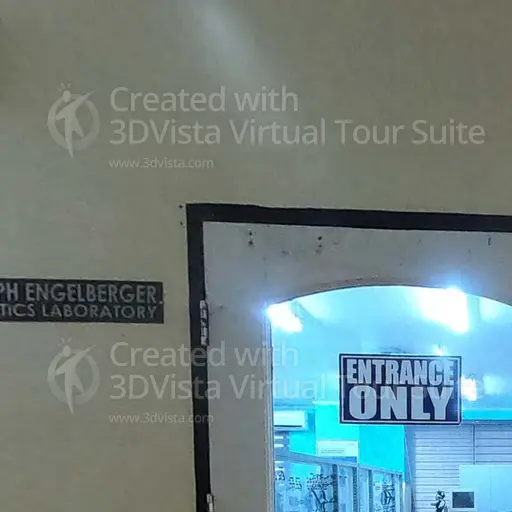 Created with
3DVista Virtual Tour Suite
www.3dvista.com
PH ENGELBERGER
TICS LABORATORY
Created with
3DVista Virtual Tour Suite
www.3dvista.com
ENTRANCE
ONLY